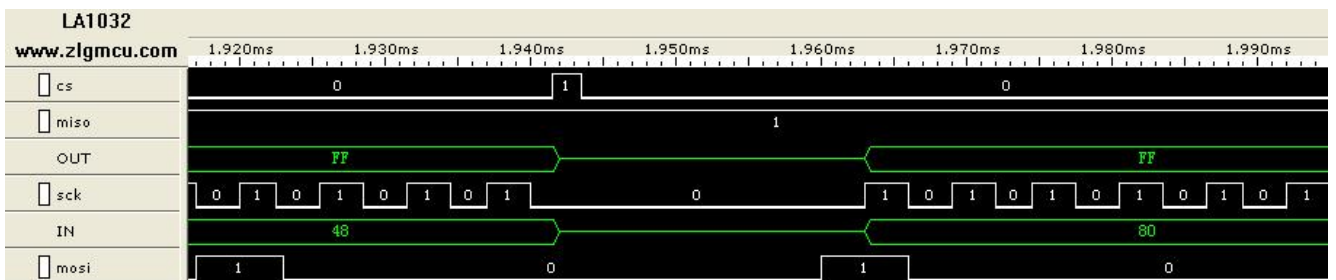 LA1032
www.zlgmcu.com 1.920ms 1.930ms 1.940ms 1.950ms 1.960ms 1.970ms 1.980ms 1.990ms
cs 0 1 0
miso 1
OUT FF FF
sck 0 1 0 1 0 1 0 1 0 1 0 1 0 1 0 1 0 1 0 1
IN 48 80
mosi 1 0 1 0